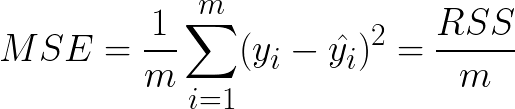 MSE = \frac{1}{m} \sum_{i=1}^{m} (y_i - \hat{y_i})^2 = \frac{RSS}{m}